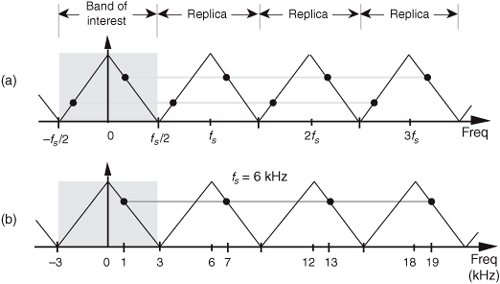 Band of
interest
Replica
Replica
Replica
(a)
−fs/2
0
fs/2
fs
2fs
3fs
Freq
fs = 6 kHz
(b)
−3
0
1
3
6
7
12
13
18
19
Freq
(kHz)